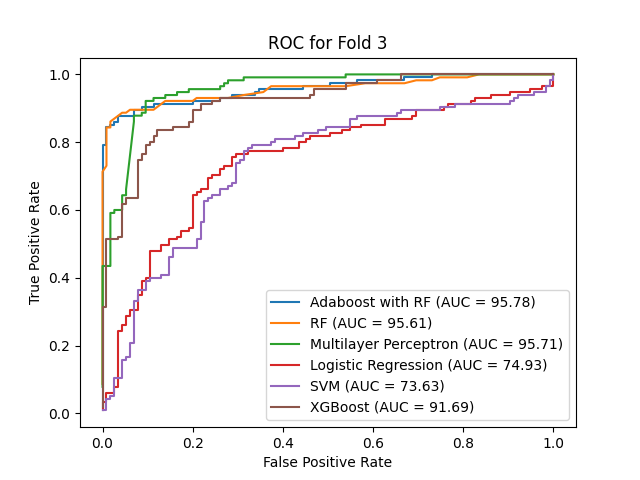 ROC for Fold 3
True Positive Rate
1.0
0.8
0.6
0.4
0.2
0.0
Adaboost with RF (AUC = 95.78)
RF (AUC = 95.61)
Multilayer Perceptron (AUC = 95.71)
Logistic Regression (AUC = 74.93)
SVM (AUC = 73.63)
XGBoost (AUC = 91.69)
0.0 0.2 0.4 0.6 0.8 1.0
False Positive Rate